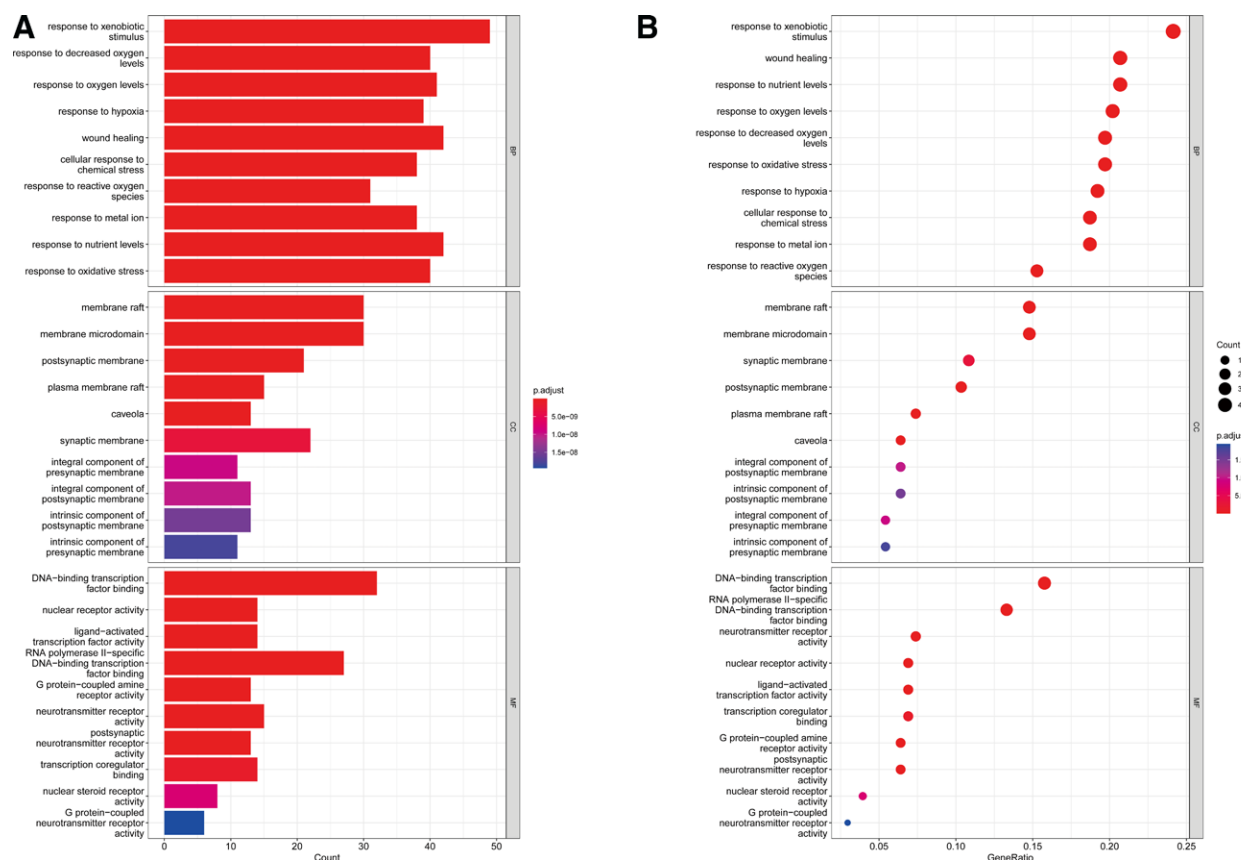 A
response to xenobiotic
stimulus
response to decreased oxygen
levels
response to oxygen levels
response to hypoxia
wound healing
cellular response to
chemical stress
response to reactive oxygen
species
response to metal ion
response to nutrient levels
response to oxidative stress
BP
membrane raft
membrane microdomain
postsynaptic membrane
plasma membrane raft
caveola
synaptic membrane
integral component of
presynaptic membrane
integral component of
postsynaptic membrane
intrinsic component of
postsynaptic membrane
intrinsic component of
presynaptic membrane
CC
DNA−binding transcription
factor binding
nuclear receptor activity
ligand−activated
transcription factor activity
RNA polymerase II−specific
DNA−binding transcription
factor binding
G protein−coupled amine
receptor activity
neurotransmitter receptor
activity
postsynaptic
neurotransmitter receptor
activity
transcription coregulator
binding
nuclear steroid receptor
activity
G protein−coupled
neurotransmitter receptor
activity
MF
0 10 20 30 40 50
Count
p.adjust
5.0e−09
1.0e−08
1.5e−08
B
response to xenobiotic
stimulus
wound healing
response to nutrient levels
response to oxygen levels
response to decreased oxygen
levels
response to oxidative stress
response to hypoxia
cellular response to
chemical stress
response to metal ion
response to reactive oxygen
species
BP
membrane raft
membrane microdomain
synaptic membrane
postsynaptic membrane
plasma membrane raft
caveola
integral component of
postsynaptic membrane
intrinsic component of
postsynaptic membrane
integral component of
presynaptic membrane
intrinsic component of
presynaptic membrane
CC
DNA−binding transcription
factor binding
RNA polymerase II−specific
DNA−binding transcription
factor binding
neurotransmitter receptor
activity
nuclear receptor activity
ligand−activated
transcription factor activity
transcription coregulator
binding
G protein−coupled amine
receptor activity
postsynaptic
neurotransmitter receptor
activity
nuclear steroid receptor
activity
G protein−coupled
neurotransmitter receptor
activity
MF
0.05 0.10 0.15 0.20 0.25
GeneRatio
Count
1
2
3
4
p.adju
1.
1.0
5.0